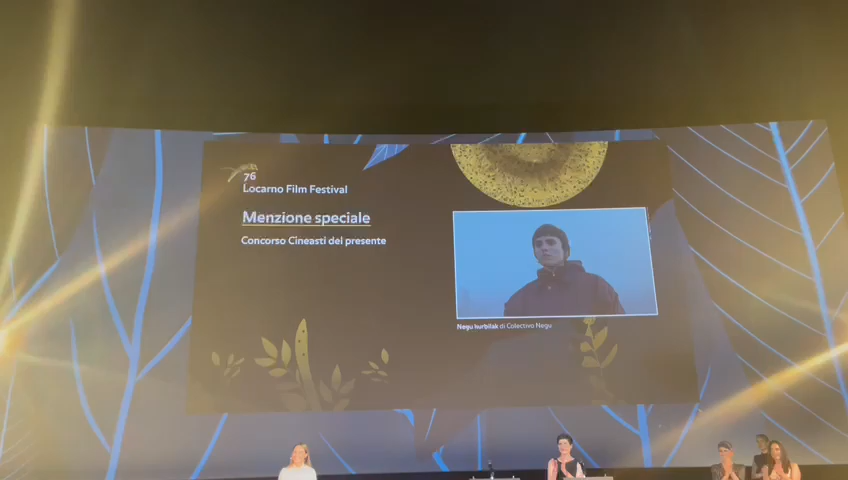 76
Locarno Film Festival
Menzione speciale
Concorso Cineasti del presente
Negu hurbilak di Colectivo Negu